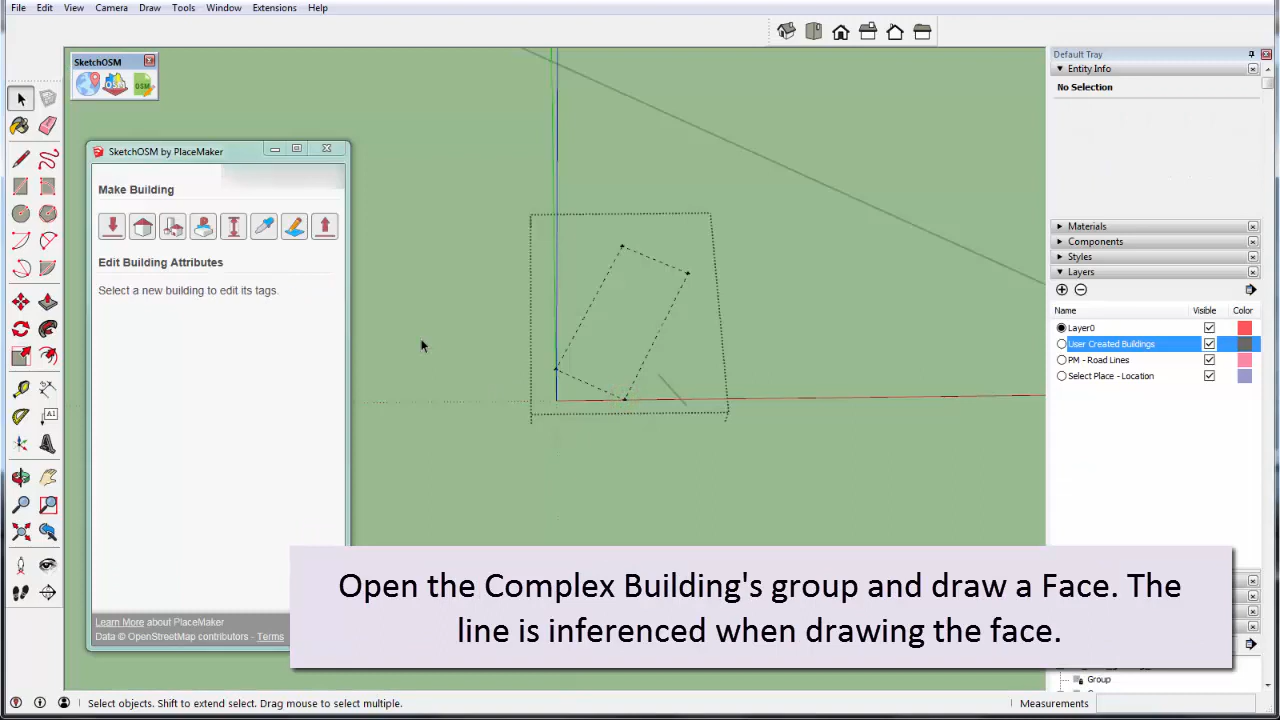 File Edit View Camera Draw Tools Window Extensions Help
SketchOSM
OSM
Default Tray
Entity Info
No Selection
SketchOSM by PlaceMaker
Make Building
Edit Building Attributes
Select a new building to edit its tags.
Materials
Components
Styles
Layers
Name Visible Color
Layer0
User Created Buildings
PM - Road Lines
Select Place - Location
A1
Open the Complex Building's group and draw a Face. The
line is inferenced when drawing the face.
Learn More about PlaceMaker
Data © OpenStreetMap contributors - Terms
Group
Select objects. Shift to extend select. Drag mouse to select multiple.
Measurements